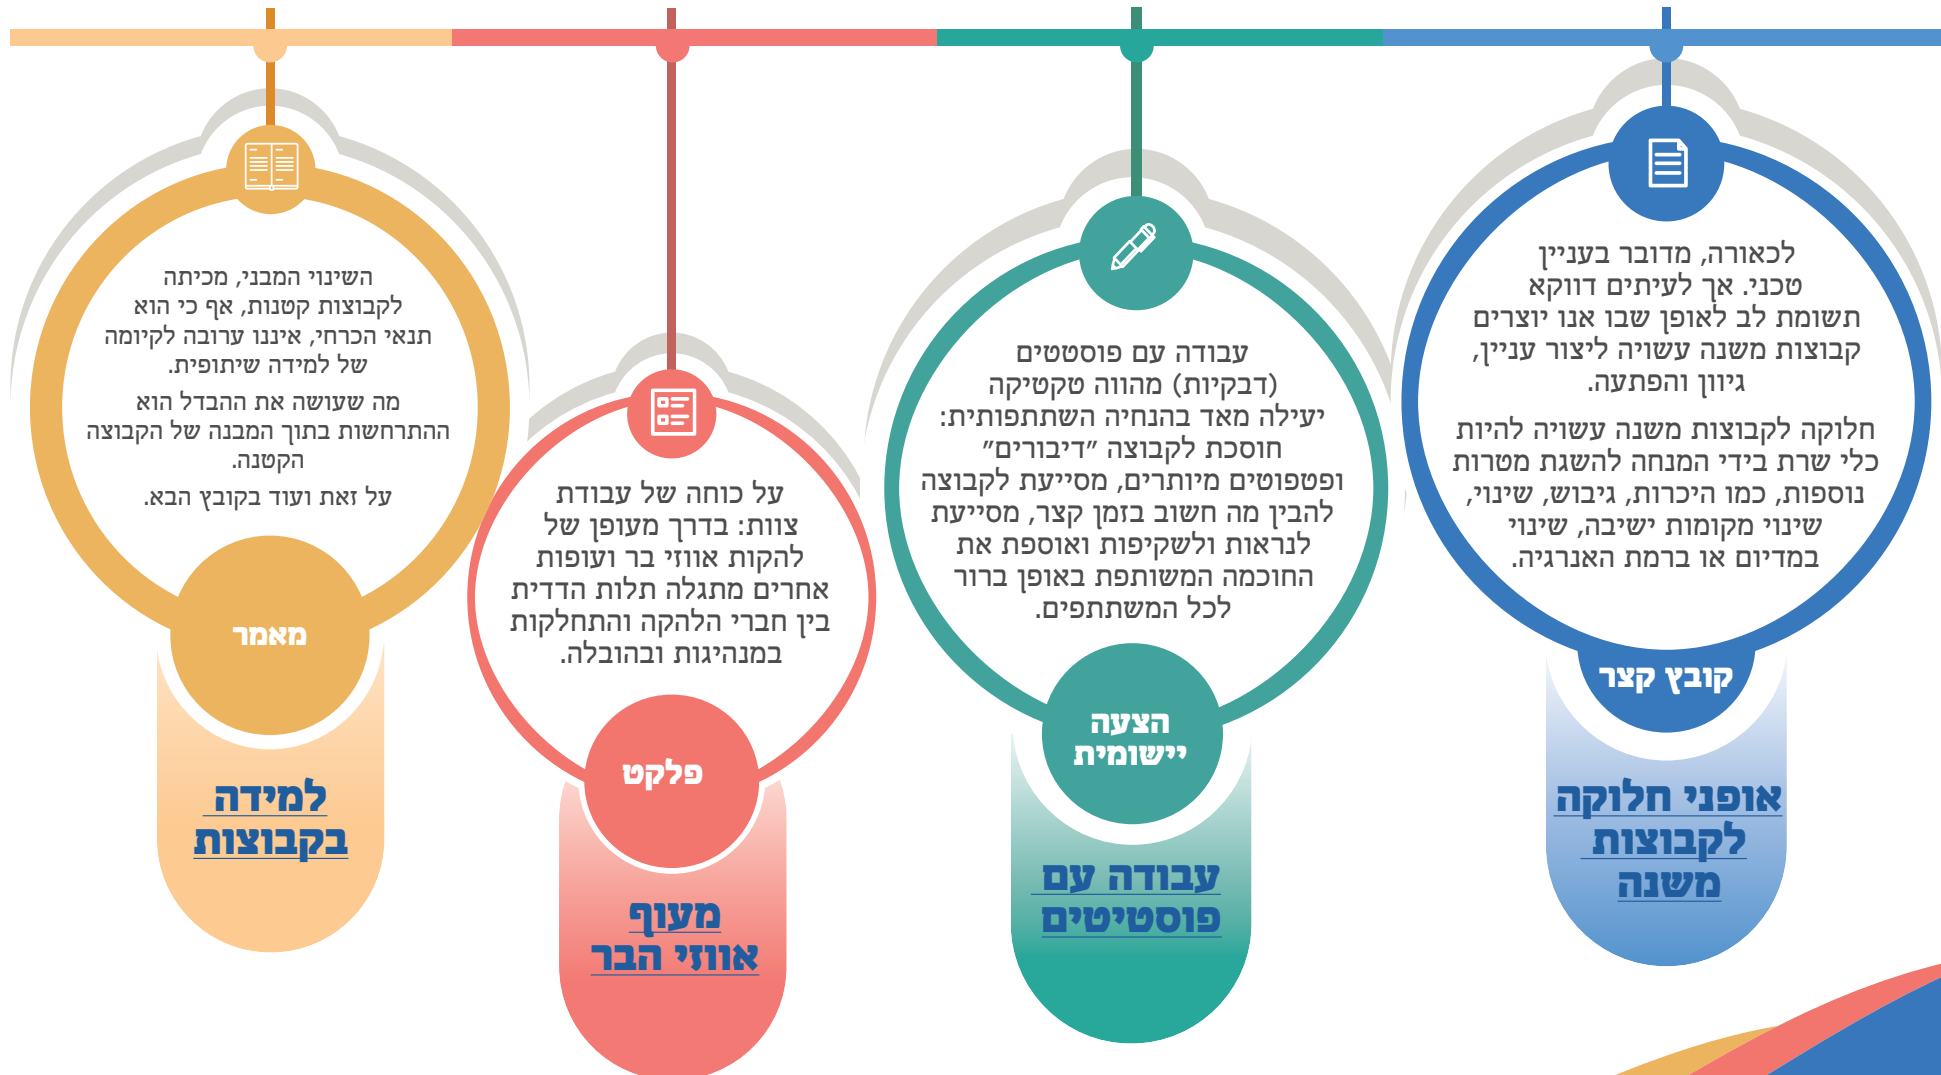 לכאורה, מדובר בעניין
טכני. אך לעיתים דווקא
תשומת לב לאופן שבו אנו יוצרים
קבוצות משנה עשויה ליצור עניין,
גיוון והפתעה.
חלוקה לקבוצות משנה עשויה להיות
כלי שרת בידי המנחה להשגת מטרות
נוספות, כמו היכרות, גיבוש, שינוי,
שינוי מקומות ישיבה, שינוי
במדיום או ברמת האנרגיה.
קובץ קצר
אופני חלוקה
לקבוצות
משנה
עבודה עם פוסטטים
(דבקיות) מהווה טקטיקה
יעילה מאד בהנחיה השתתפותית:
חוסכת לקבוצה "דיבורים"
ופטפוטים מיותרים, מסייעת לקבוצה
להבין מה חשוב בזמן קצר, מסייעת
לנראות ולשקיפות ואוספת את
החוכמה המשותפת באופן ברור
לכל המשתתפים.
הצעה
יישומית
עבודה עם
פוסטיטים
על כוחה של עבודת
צוות: בדרך מעופן של
להקות אווזי בר ועופות
אחרים מתגלה תלות הדדית
בין חברי הלהקה והתחלקות
במנהיגות ובהובלה.
פלקט
מעוף
אווזי הבר
השינוי המבני, מכיתה
לקבוצות קטנות, אף כי הוא
תנאי הכרחי, איננו ערובה לקיומה
של למידה שיתופית.
מה שעושה את ההבדל הוא
ההתרחשות בתוך המבנה של הקבוצה
הקטנה.
על זאת ועוד בקובץ הבא.
מאמר
למידה
בקבוצות